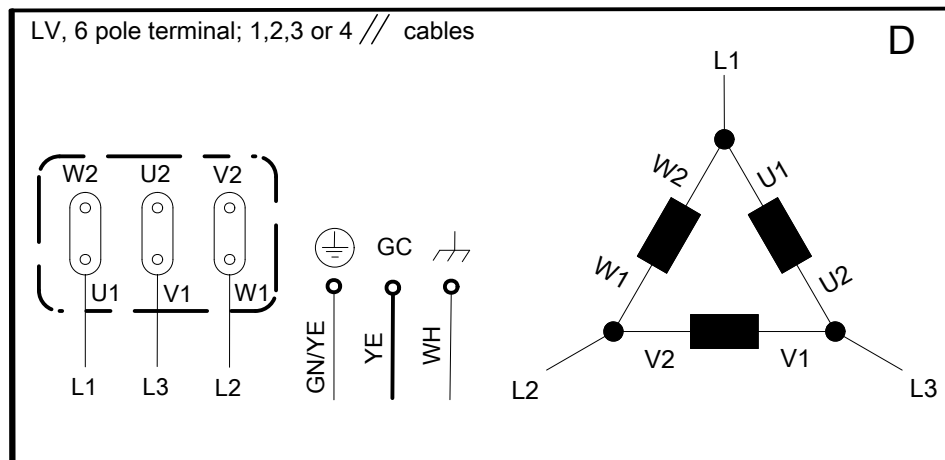 LV, 6 pole terminal; 1,2,3 or 4 // cables
D
W2 U2 V2
U1 V1 W1
L1 L3 L2
GC
GN/YE YE WH
L1
W2 U1
W1 U2
V2 V1
L2 L3